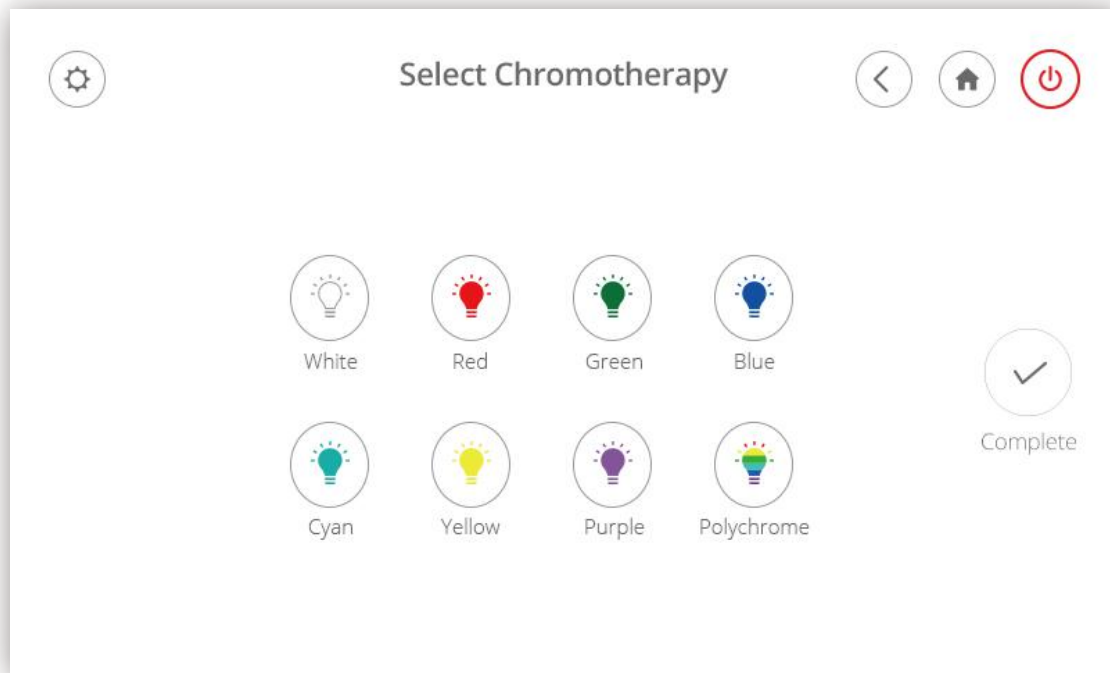 Select Chromotherapy
White Red Green Blue
Complete
Cyan Yellow Purple Polychrome